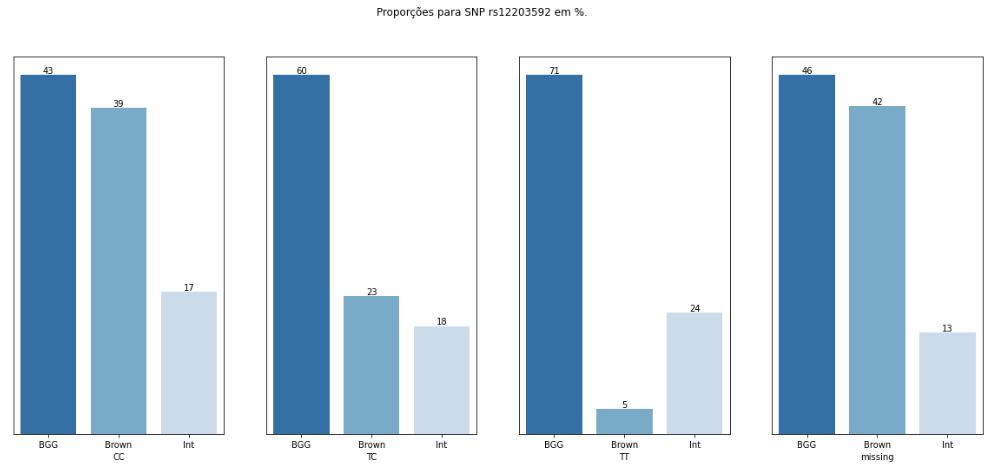 Proporções para SNP rs12203592 em %.
43
39
17
BGG Brown Int
CC
60
23
18
BGG Brown Int
TC
71
5
24
BGG Brown Int
TT
46
42
13
BGG Brown Int
missing